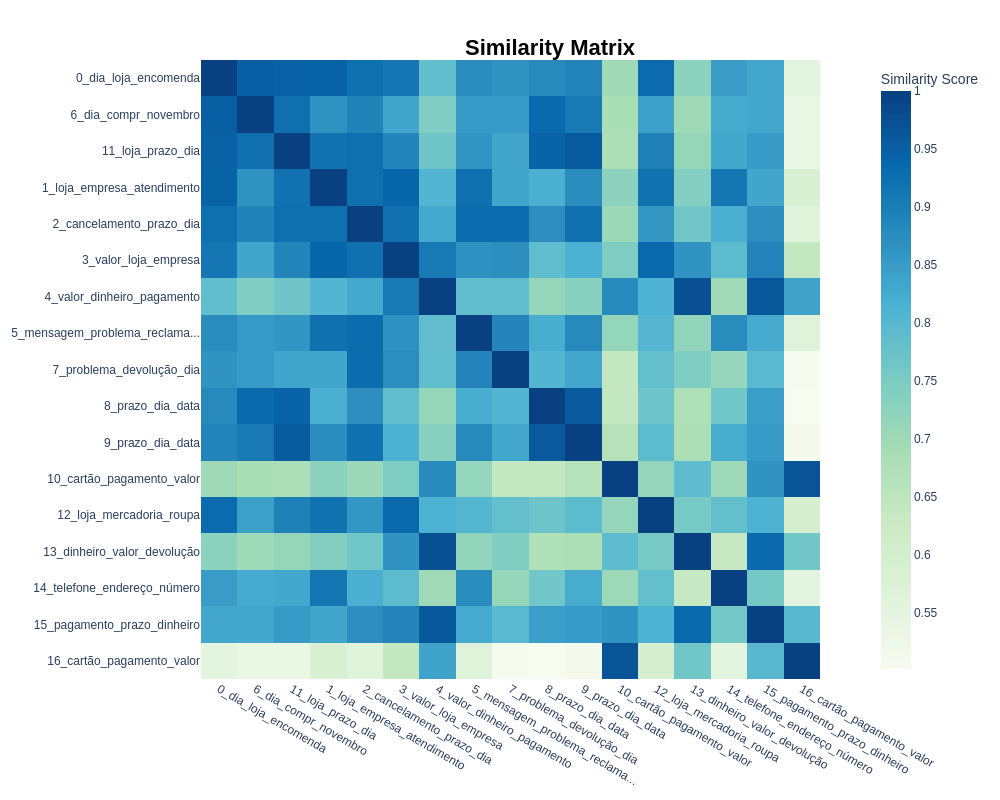 Similarity Matrix
Similarity Score
0_dia_loja_encomenda
6_dia_compr_novembro
11_loja_prazo_dia
1_loja_empresa_atendimento
2_cancelamento_prazo_dia
3_valor_loja_empresa
4_valor_dinheiro_pagamento
5_mensagem_problema_reclama...
7_problema_devolução_dia
8_prazo_dia_data
9_prazo_dia_data
10_cartão_pagamento_valor
12_loja_mercadoria_roupa
13_dinheiro_valor_devolução
14_telefone_endereço_número
15_pagamento_prazo_dinheiro
16_cartão_pagamento_valor
1
0.95
0.9
0.85
0.8
0.75
0.7
0.65
0.6
0.55
0_dia_loja_encomenda
6_dia_compr_novembro
11_loja_prazo_dia
1_loja_empresa_atendimento
2_cancelamento_prazo_dia
3_valor_loja_empresa
4_valor_dinheiro_pagamento
5_mensagem_problema_reclama...
7_problema_devolução_dia
8_prazo_dia_data
9_prazo_dia_data
10_cartão_pagamento_valor
12_loja_mercadoria_roupa
13_dinheiro_valor_devolução
14_telefone_endereço_número
15_pagamento_prazo_dinheiro
16_cartão_pagamento_valor